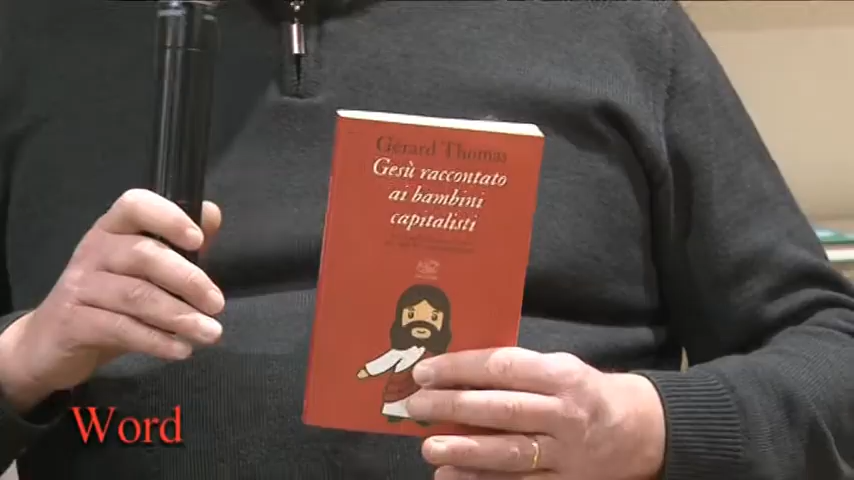 Gérard Thomas
Gesù raccontato
ai bambini
capitalisti
Word